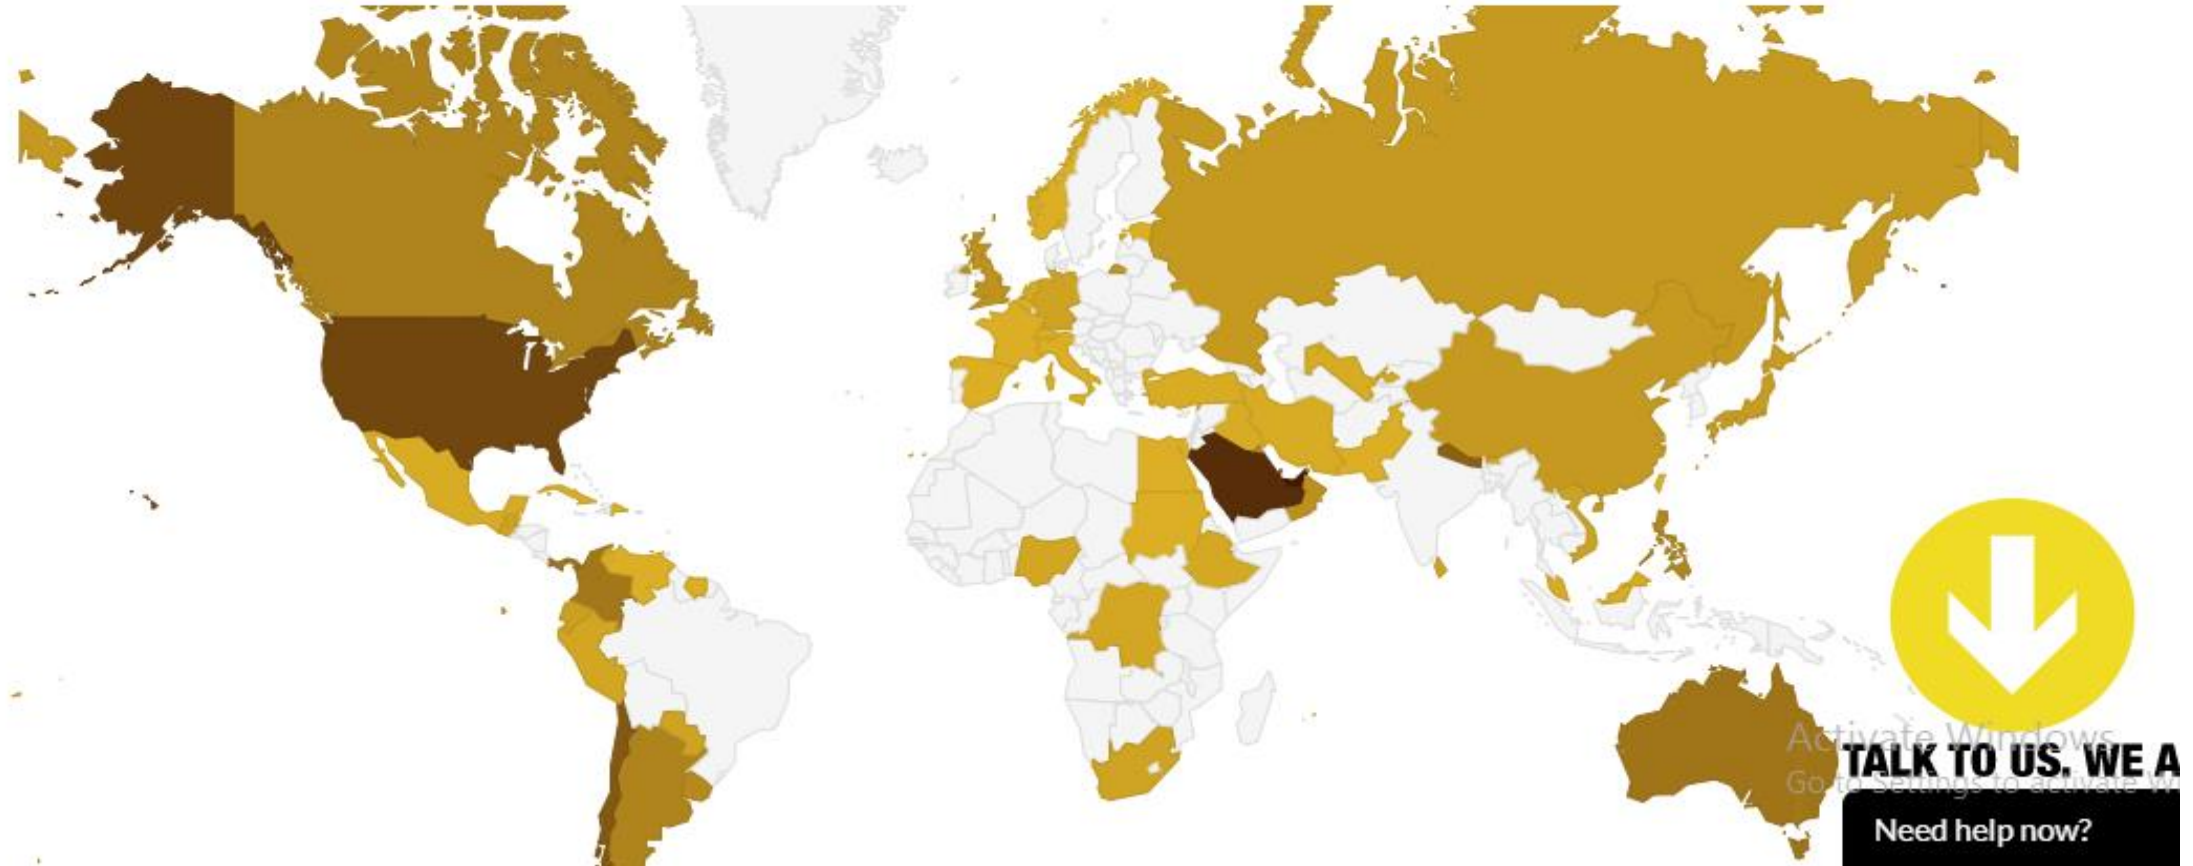 Activate Windows
TALK TO US. WE A
Go to Settings to activate W
Need help now?